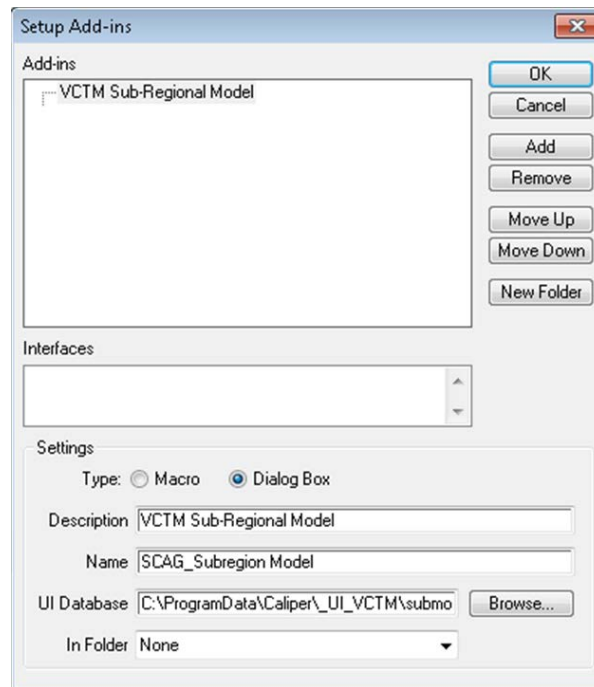 Setup Add-ins
Add-ins
VCTM Sub-Regional Model
OK
Cancel
Add
Remove
Move Up
Move Down
New Folder
Interfaces
Settings
Type: Macro Dialog Box
Description VCTM Sub-Regional Model
Name SCAG_Subregion Model
UI Database C:\ProgramData\Caliper\_UI_VCTM\submo Browse...
In Folder None